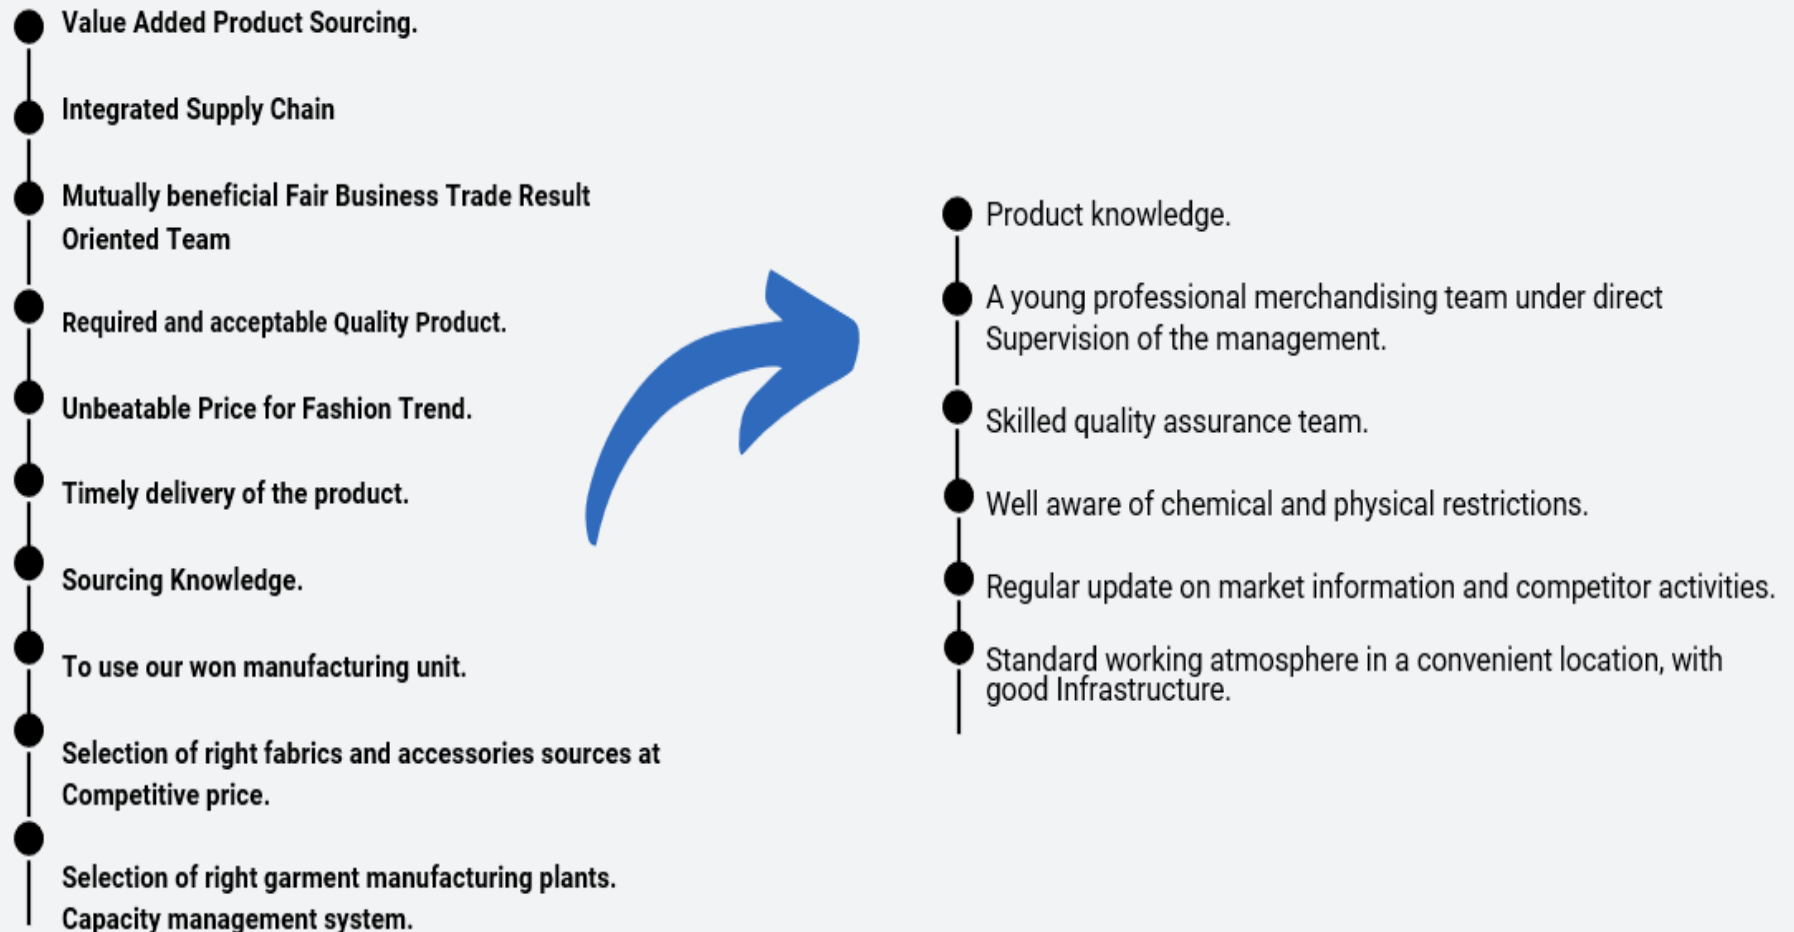 Value Added Product Sourcing.
Integrated Supply Chain
Mutually beneficial Fair Business Trade Result
Oriented Team
Required and acceptable Quality Product.
Unbeatable Price for Fashion Trend.
Timely delivery of the product.
Sourcing Knowledge.
To use our won manufacturing unit.
Selection of right fabrics and accessories sources at
Competitive price.
Selection of right garment manufacturing plants.
Capacity management system.
Product knowledge.
A young professional merchandising team under direct
Supervision of the management.
Skilled quality assurance team.
Well aware of chemical and physical restrictions.
Regular update on market information and competitor activities.
Standard working atmosphere in a convenient location, with
good Infrastructure.